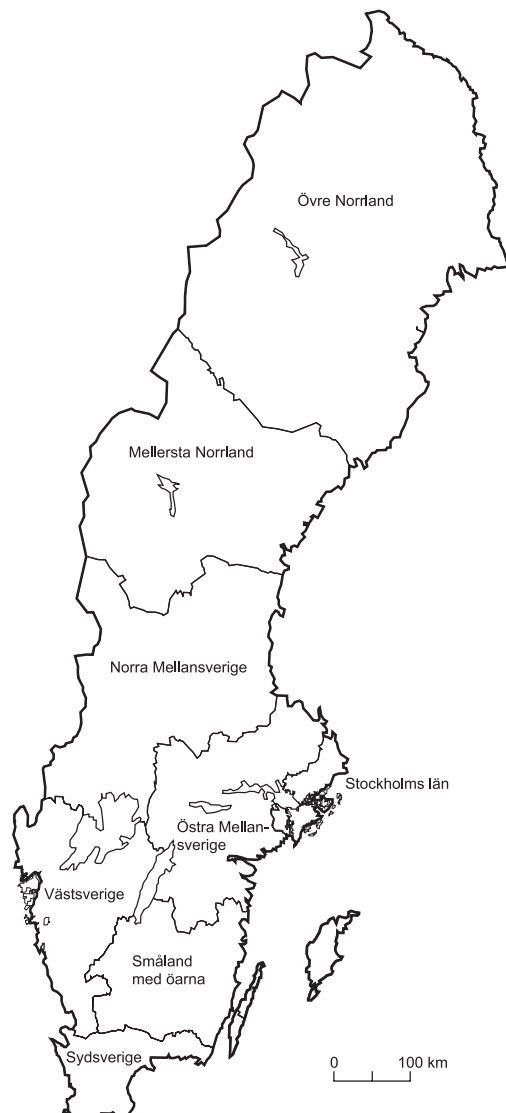 Övre Norrland
Mellersta Norrland
Norra Mellansverige
Stockholms län
Östra Mellan-
sverige
Västsverige
Småland
med öarna
Sydsverige
0 100 km